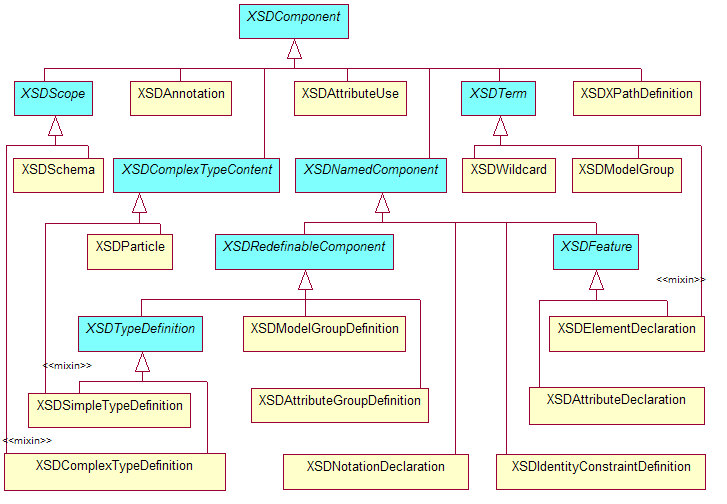 XSDComponent
XSDScope
XSDAnnotation
XSDAttributeUse
XSDTerm
XSDXPathDefinition
XSDSchema
XSDComplexTypeContent
XSDNamedComponent
XSDWildcard
XSDModelGroup
XSDParticle
XSDRedefinableComponent
XSDFeature
<<mixin>>
XSDTypeDefinition
XSDModelGroupDefinition
XSDElementDeclaration
<<mixin>>
XSDSimpleTypeDefinition
XSDAttributeGroupDefinition
XSDAttributeDeclaration
<<mixin>>
XSDComplexTypeDefinition
XSDNotationDeclaration
XSDIdentityConstraintDefinition